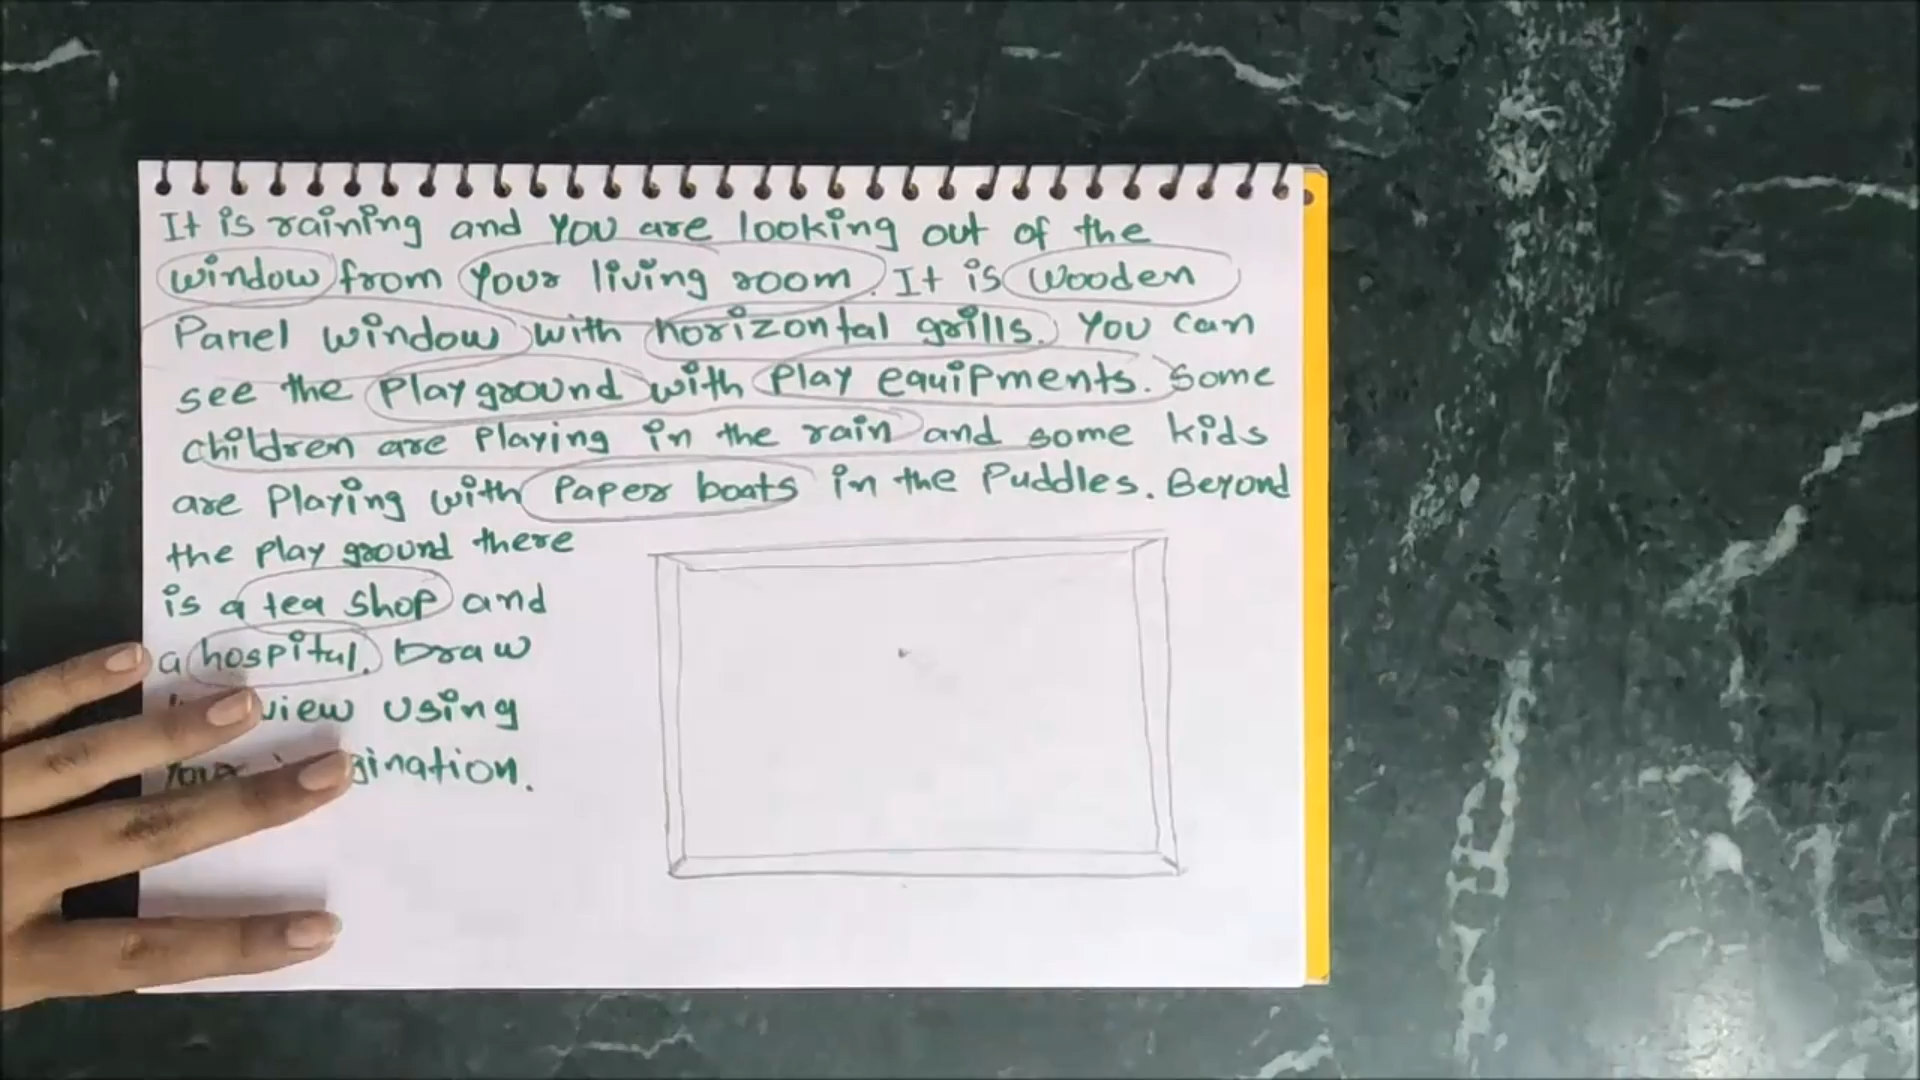 It is raining and you are looking out of the
window from your living room. It is wooden
Panel window with horizontal grills. You can
see the Playground with Play equipments. Some
children are Playing in the rain and some kids
are Playing with Paper boats in the Puddles. Beyond
the Play ground there
is a tea shop and
a hospital. Draw
view using
your